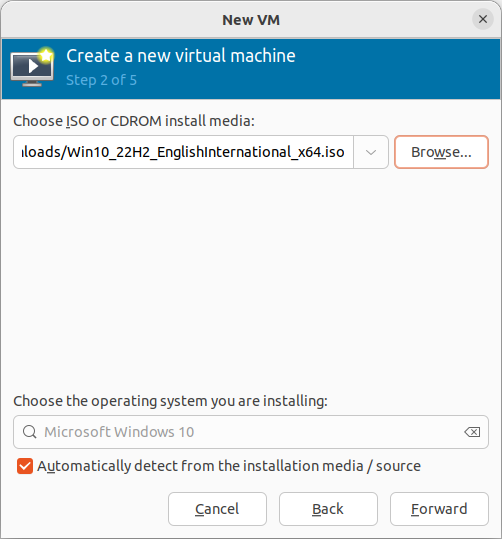 New VM
Create a new virtual machine
Step 2 of 5
Choose ISO or CDROM install media:
loads/Win10_22H2_EnglishInternational_x64.iso
Browse...
Choose the operating system you are installing:
Microsoft Windows 10
Automatically detect from the installation media / source
Cancel Back Forward